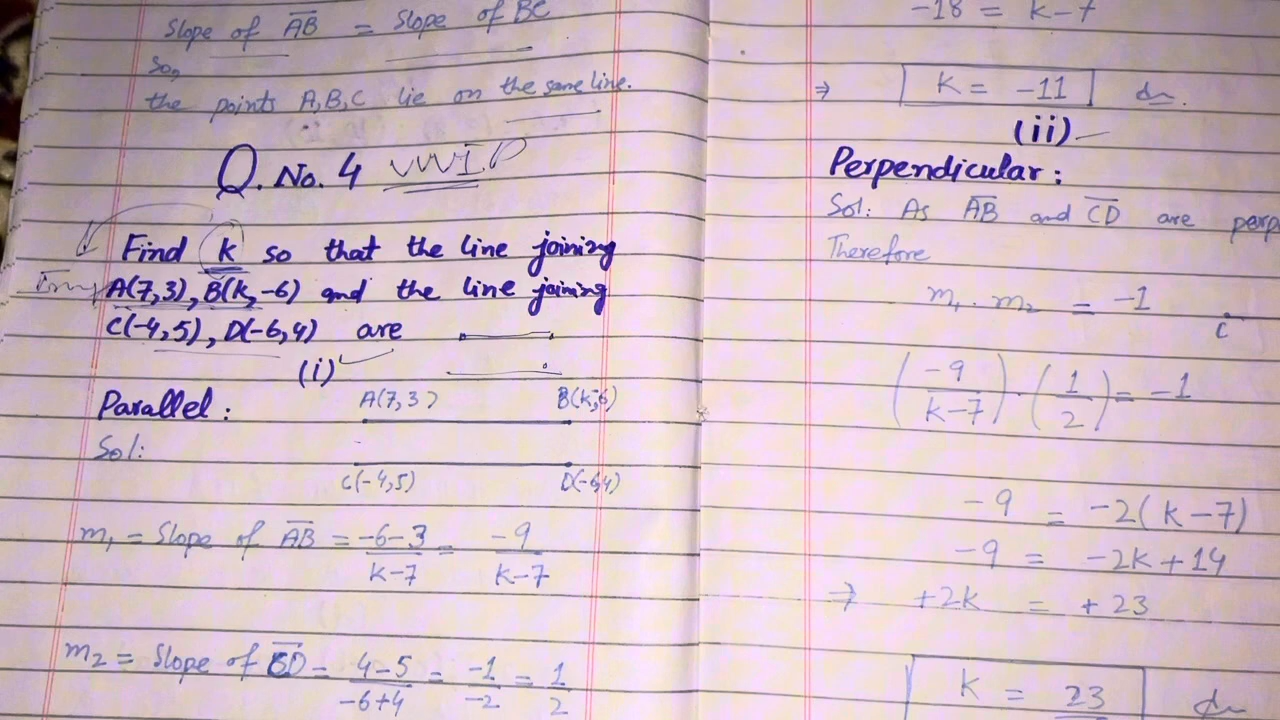 Slope of AB = Slope of BC
So,
the points A,B,C lie on the same line.
Q. No. 4 VVVIP
Find k so that the line joining
A(7,3), B(k,-6) and the line joining
C(-4,5), D(-6,4) are
(i)
Parallel: A(7,3) B(k,-6)
Sol:
C(-4,5) D(-6,4)
m₁ = Slope of AB = -6-3/k-7 = -9/k-7
m₂ = Slope of CD = 4-5/-6+4 = -1/-2 = 1/2
-18 = k-7
⇒ K = -11
(ii)
Perpendicular:
Sol: As AB and CD are perp
Therefore
m₁ . m₂ = -1
C
(-9/k-7) . (1/2) = -1
-9 = -2(k-7)
-9 = -2k+14
⇒ +2k = +23
K = 23